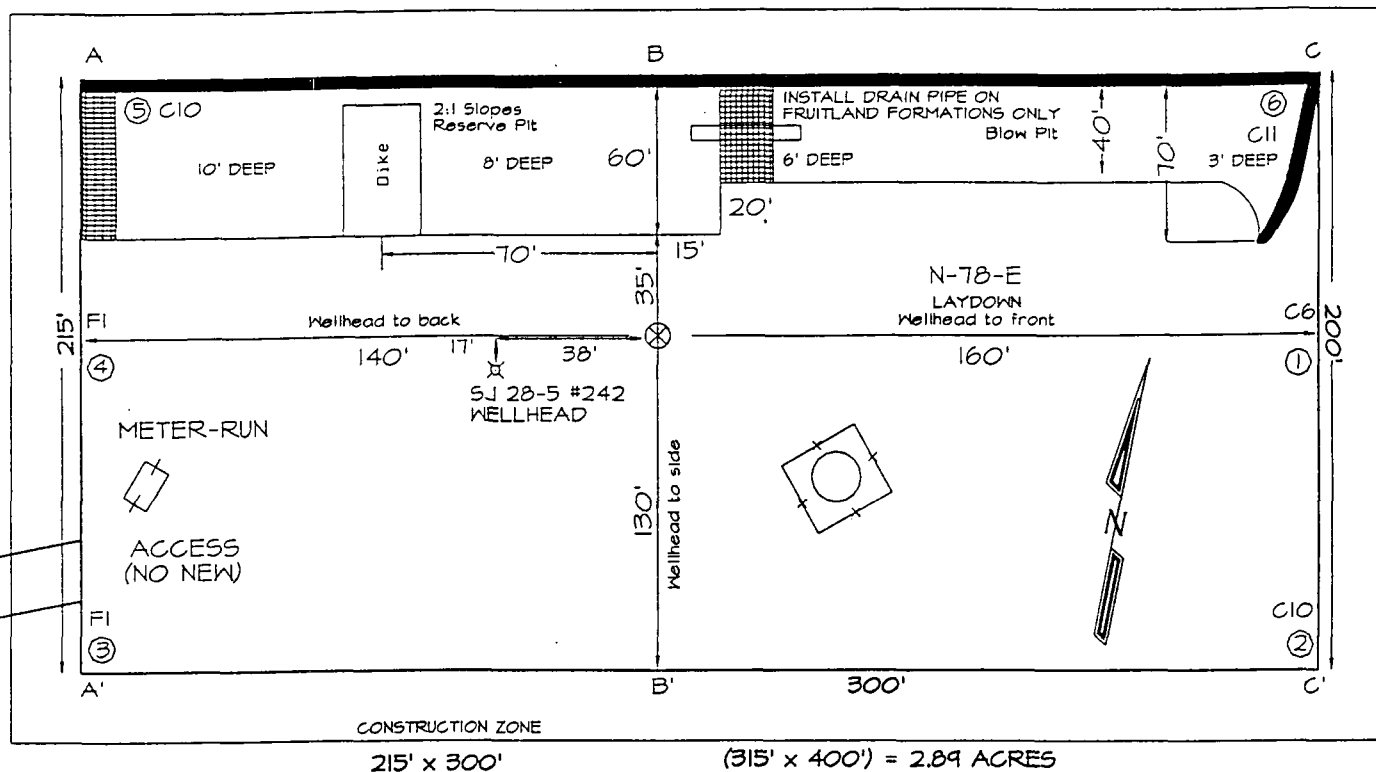 A
B
C
⑤ C10
2:1 Slopes
Reserve Pit
INSTALL DRAIN PIPE ON
FRUITLAND FORMATIONS ONLY
Blow Pit
⑥
C11
10' DEEP
Dike
8' DEEP
60'
6' DEEP
40'
70'
3' DEEP
20'
70'
15'
35'
N-78-E
LAYDOWN
Wellhead to front
215'
F1
Wellhead to back
C6
200'
④
140'
17'
38'
160'
①
SJ 28-5 #242
WELLHEAD
METER-RUN
130'
Wellhead to side
N
ACCESS
(NO NEW)
F1
③
C10
②
A'
B'
300'
C'
CONSTRUCTION ZONE
215' x 300'
(315' x 400') = 2.89 ACRES